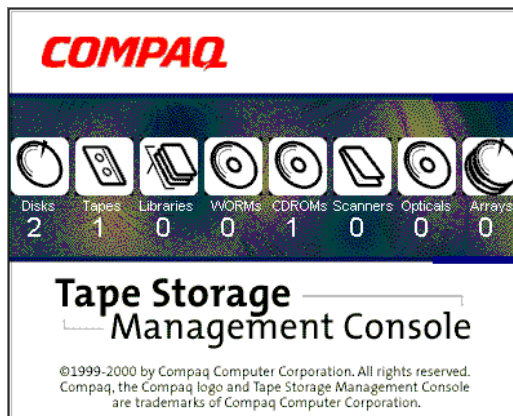 COMPAQ
Disks Tapes Libraries WORMs CDROMs Scanners Opticals Arrays
2 1 0 0 1 0 0 0
Tape Storage
Management Console
©1999-2000 by Compaq Computer Corporation. All rights reserved.
Compaq, the Compaq logo and Tape Storage Management Console
are trademarks of Compaq Computer Corporation.